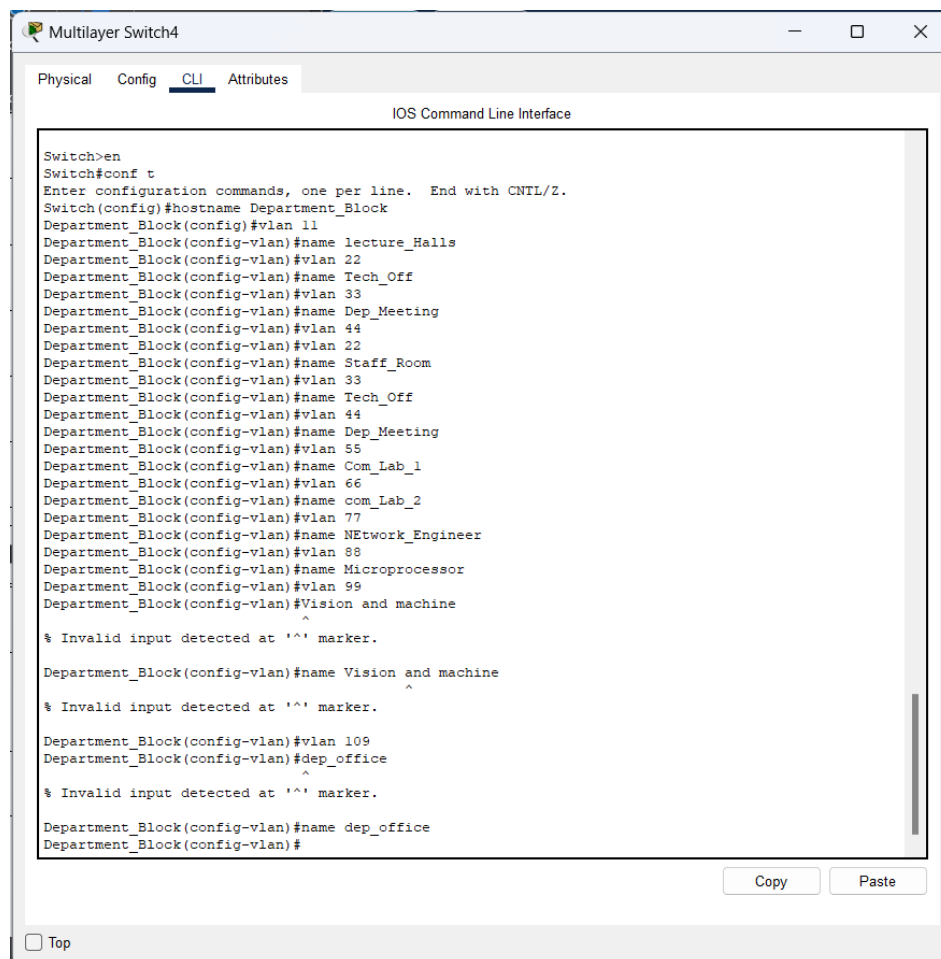 Multilayer Switch4
Physical Config CLI Attributes
IOS Command Line Interface
Switch>en
Switch#conf t
Enter configuration commands, one per line.  End with CNTL/Z.
Switch(config)#hostname Department_Block
Department_Block(config)#vlan 11
Department_Block(config-vlan)#name lecture_Halls
Department_Block(config-vlan)#vlan 22
Department_Block(config-vlan)#name Tech_Off
Department_Block(config-vlan)#vlan 33
Department_Block(config-vlan)#name Dep_Meeting
Department_Block(config-vlan)#vlan 44
Department_Block(config-vlan)#vlan 22
Department_Block(config-vlan)#name Staff_Room
Department_Block(config-vlan)#vlan 33
Department_Block(config-vlan)#name Tech_Off
Department_Block(config-vlan)#vlan 44
Department_Block(config-vlan)#name Dep_Meeting
Department_Block(config-vlan)#vlan 55
Department_Block(config-vlan)#name Com_Lab_1
Department_Block(config-vlan)#vlan 66
Department_Block(config-vlan)#name com_Lab_2
Department_Block(config-vlan)#vlan 77
Department_Block(config-vlan)#name NEtwork_Engineer
Department_Block(config-vlan)#vlan 88
Department_Block(config-vlan)#name Microprocessor
Department_Block(config-vlan)#vlan 99
Department_Block(config-vlan)#Vision and machine
^
% Invalid input detected at '^' marker.
Department_Block(config-vlan)#name Vision and machine
^
% Invalid input detected at '^' marker.
Department_Block(config-vlan)#vlan 109
Department_Block(config-vlan)#dep_office
^
% Invalid input detected at '^' marker.
Department_Block(config-vlan)#name dep_office
Department_Block(config-vlan)#
Copy Paste
Top